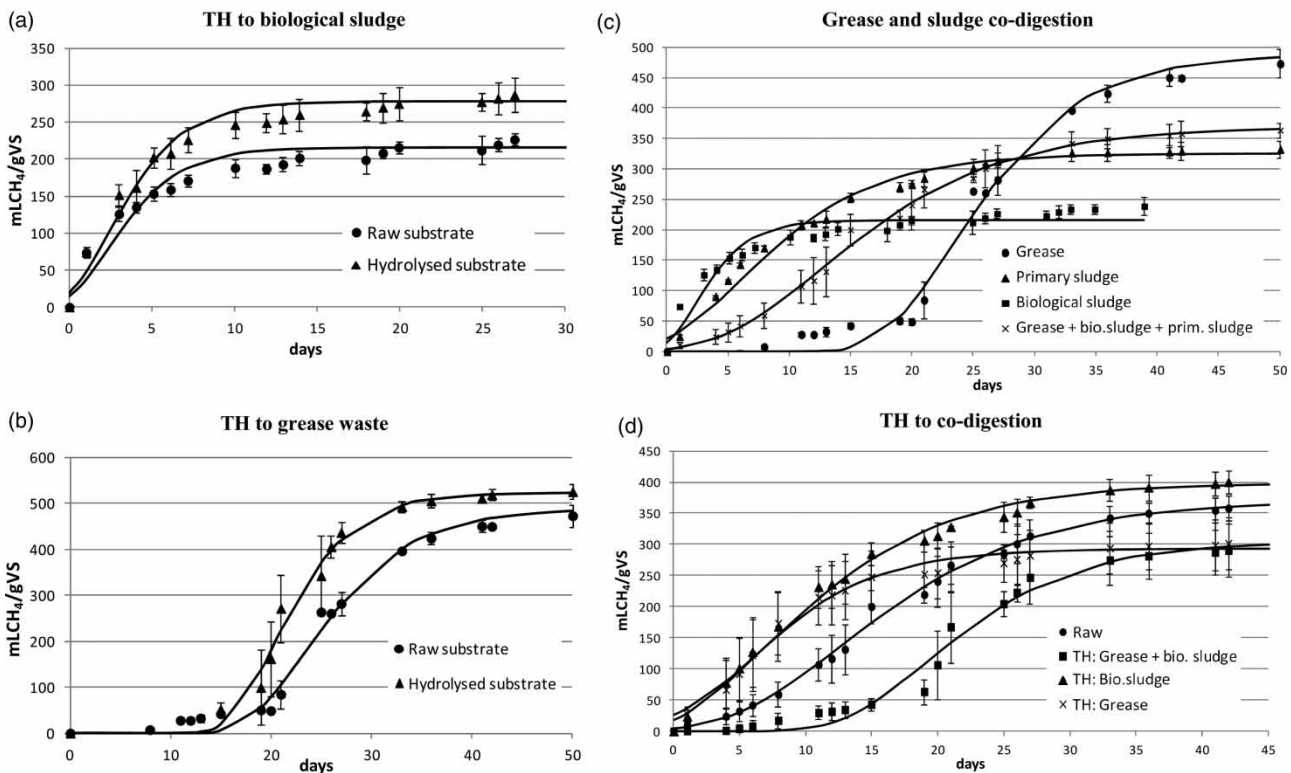 (a)
TH to biological sludge
mLCH₄/gVS
350
300
250
200
150
100
50
0
0 5 10 15 20 25 30
days
Raw substrate
Hydrolysed substrate
(c)
Grease and sludge co-digestion
mLCH₄/gVS
500
450
400
350
300
250
200
150
100
50
0
0 5 10 15 20 25 30 35 40 45 50
days
Grease
Primary sludge
Biological sludge
Grease + bio.sludge + prim. sludge
(b)
TH to grease waste
mLCH₄/gVS
600
500
400
300
200
100
0
0 10 20 30 40 50
days
Raw substrate
Hydrolysed substrate
(d)
TH to co-digestion
mLCH₄/gVS
450
400
350
300
250
200
150
100
50
0
0 5 10 15 20 25 30 35 40 45
days
Raw
TH: Grease + bio. sludge
TH: Bio.sludge
TH: Grease